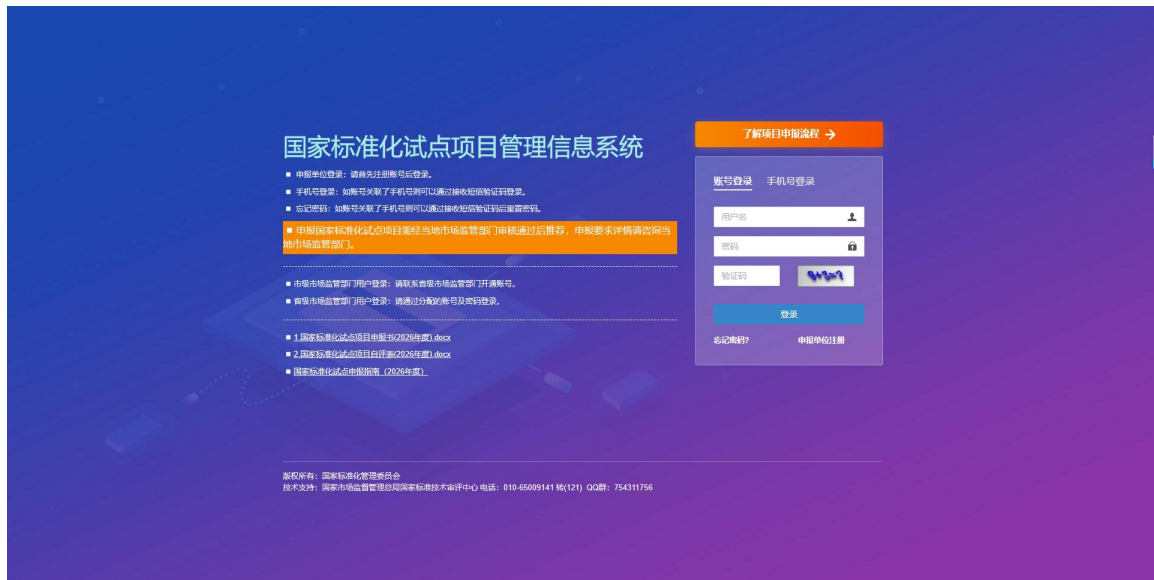 国家标准化试点项目管理信息系统
■ 申报单位登录：请首先注册账号后登录。
■ 手机号登录：如账号关联了手机号则可以通过接收短信验证码登录。
■ 忘记密码：如账号关联了手机号则可以通过接收短信验证码后重置密码。
■ 申报国家标准化试点项目需经当地市场监管部门审核通过后推荐，申报要求详情请咨询当
地市场监管部门。
■ 市级市场监管部门用户登录：请联系省级市场监管部门开通账号。
■ 省级市场监管部门用户登录：请通过分配的账号及密码登录。
■ 1.国家标准化试点项目申报书(2026年度).docx
■ 2.国家标准化试点项目自评表(2026年度).docx
■ 国家标准化试点申报指南（2026年度）
了解项目申报流程 →
账号登录 手机号登录
用户名
密码
验证码
登录
忘记密码? 申报单位注册
版权所有：国家标准化管理委员会
技术支持：国家市场监督管理总局国家标准技术审评中心 电话：010-65009141 转(121) QQ群：754311756